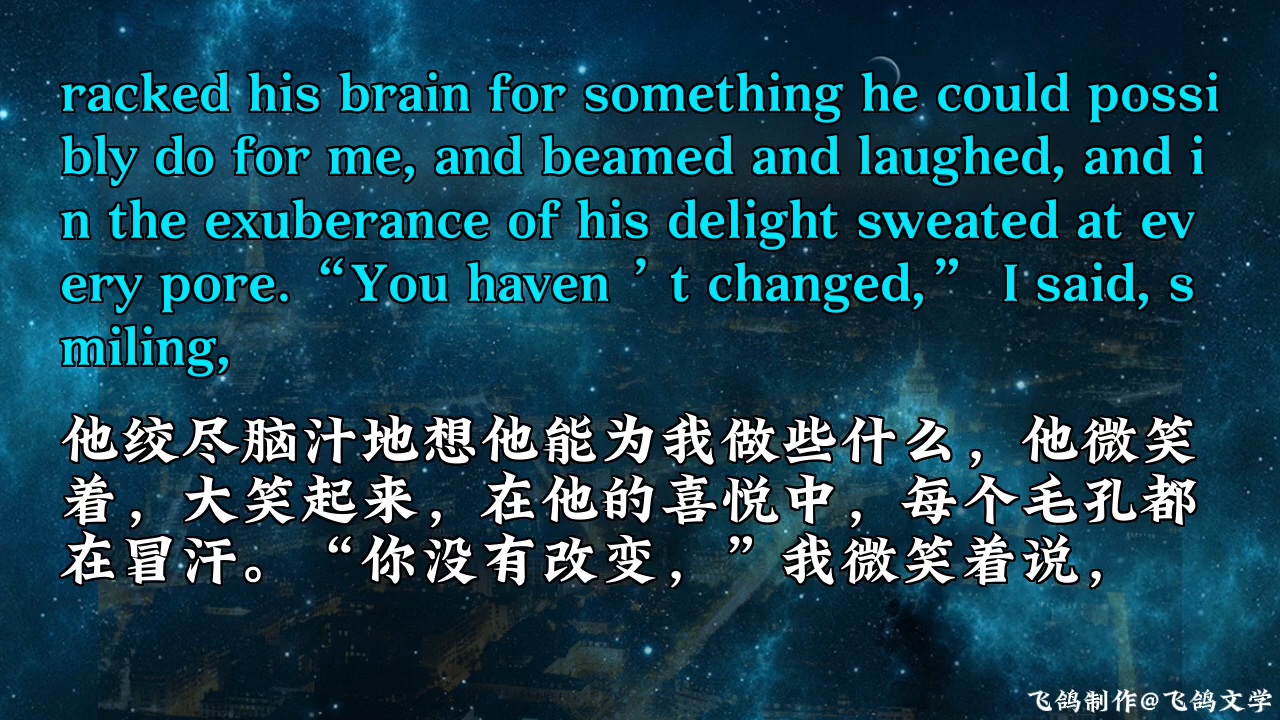 racked his brain for something he could possi
bly do for me, and beamed and laughed, and i
n the exuberance of his delight sweated at ev
ery pore. “You haven ’ t changed,” I said, s
miling,
他绞尽脑汁地想他能为我做些什么，他微笑
着，大笑起来，在他的喜悦中，每个毛孔都
在冒汗。“你没有改变，”我微笑着说，
飞鸽制作@飞鸽文学